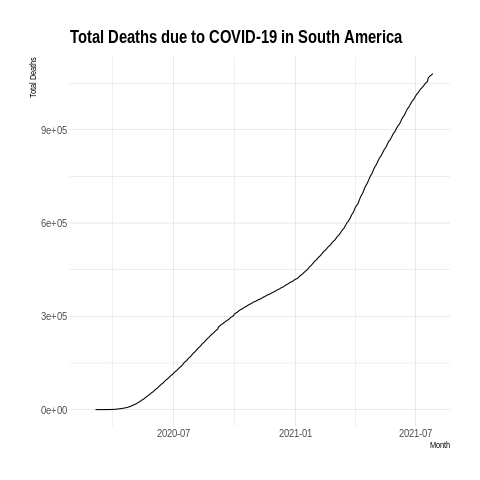 Total Deaths due to COVID-19 in South America
Total Deaths
9e+05
6e+05
3e+05
0e+00
2020-07
2021-01
2021-07
Month